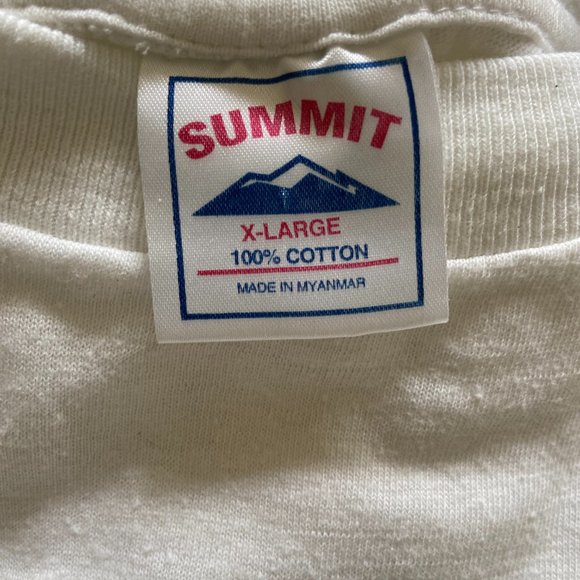 SUMMIT
X-LARGE
100% COTTON
MADE IN MYANMAR